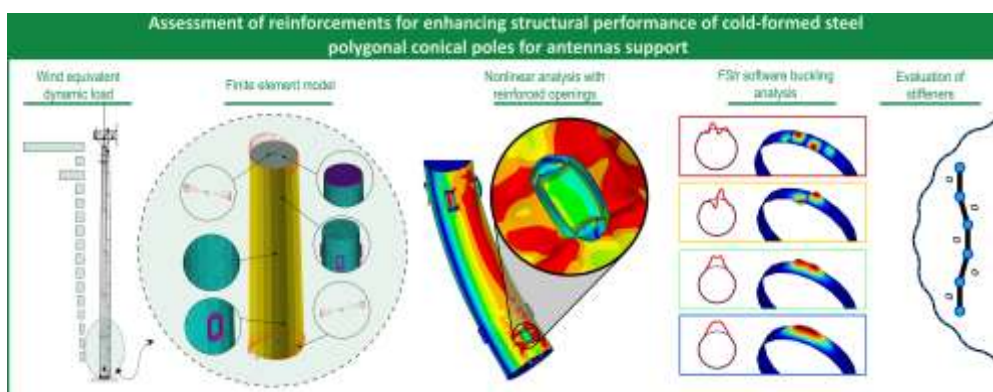 Assessment of reinforcements for enhancing structural performance of cold-formed steel
polygonal conical poles for antennas support
Wind equivalent
dynamic load
Finite element model
Nonlinear analysis with
reinforced openings
FStr software buckling
analysis
Evaluation of
stiffeners